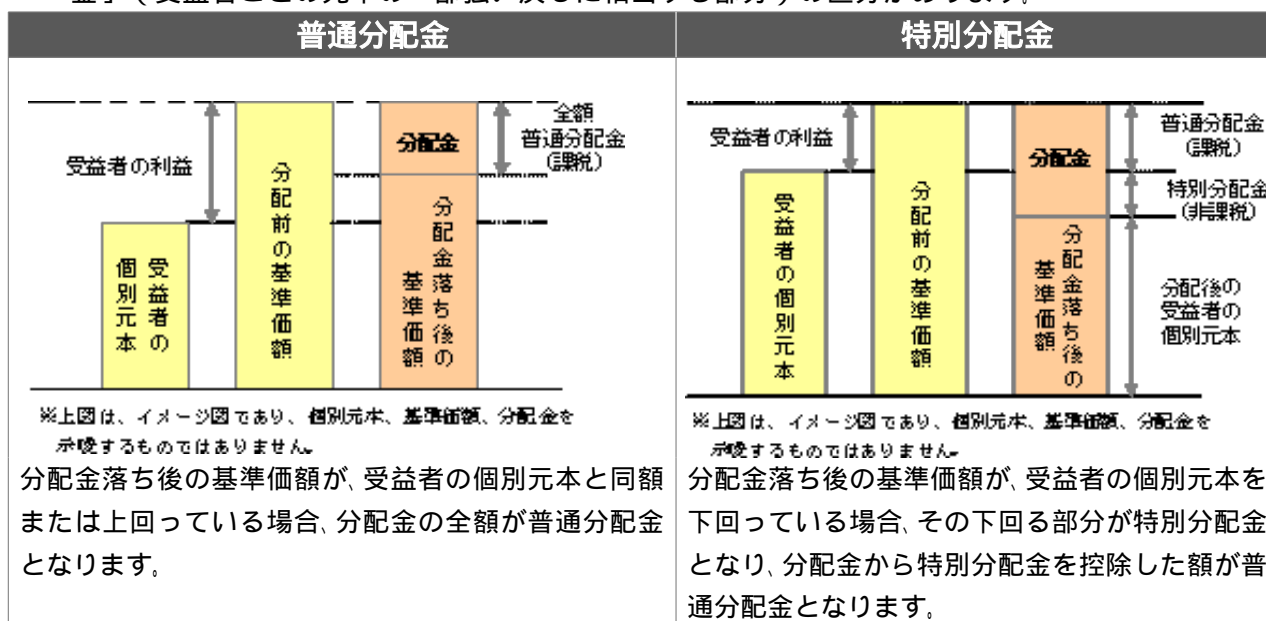 普通分配金
全額
普通分配金
(課税)
受益者の利益
分配金
受益者の
個別元本
分配前の基準価額
分配金落ち後の
基準価額
※上図は、イメージ図であり、個別元本、基準価額、分配金を
示唆するものではありません。
分配金落ち後の基準価額が、受益者の個別元本と同額
または上回っている場合、分配金の全額が普通分配金
となります。
特別分配金
受益者の利益
分配金
普通分配金
(課税)
特別分配金
(非課税)
受益者の個別元本
分配前の基準価額
分配金落ち後の
基準価額
分配後の
受益者の
個別元本
※上図は、イメージ図であり、個別元本、基準価額、分配金を
示唆するものではありません。
分配金落ち後の基準価額が、受益者の個別元本を
下回っている場合、その下回る部分が特別分配金
となり、分配金から特別分配金を控除した額が普
通分配金となります。